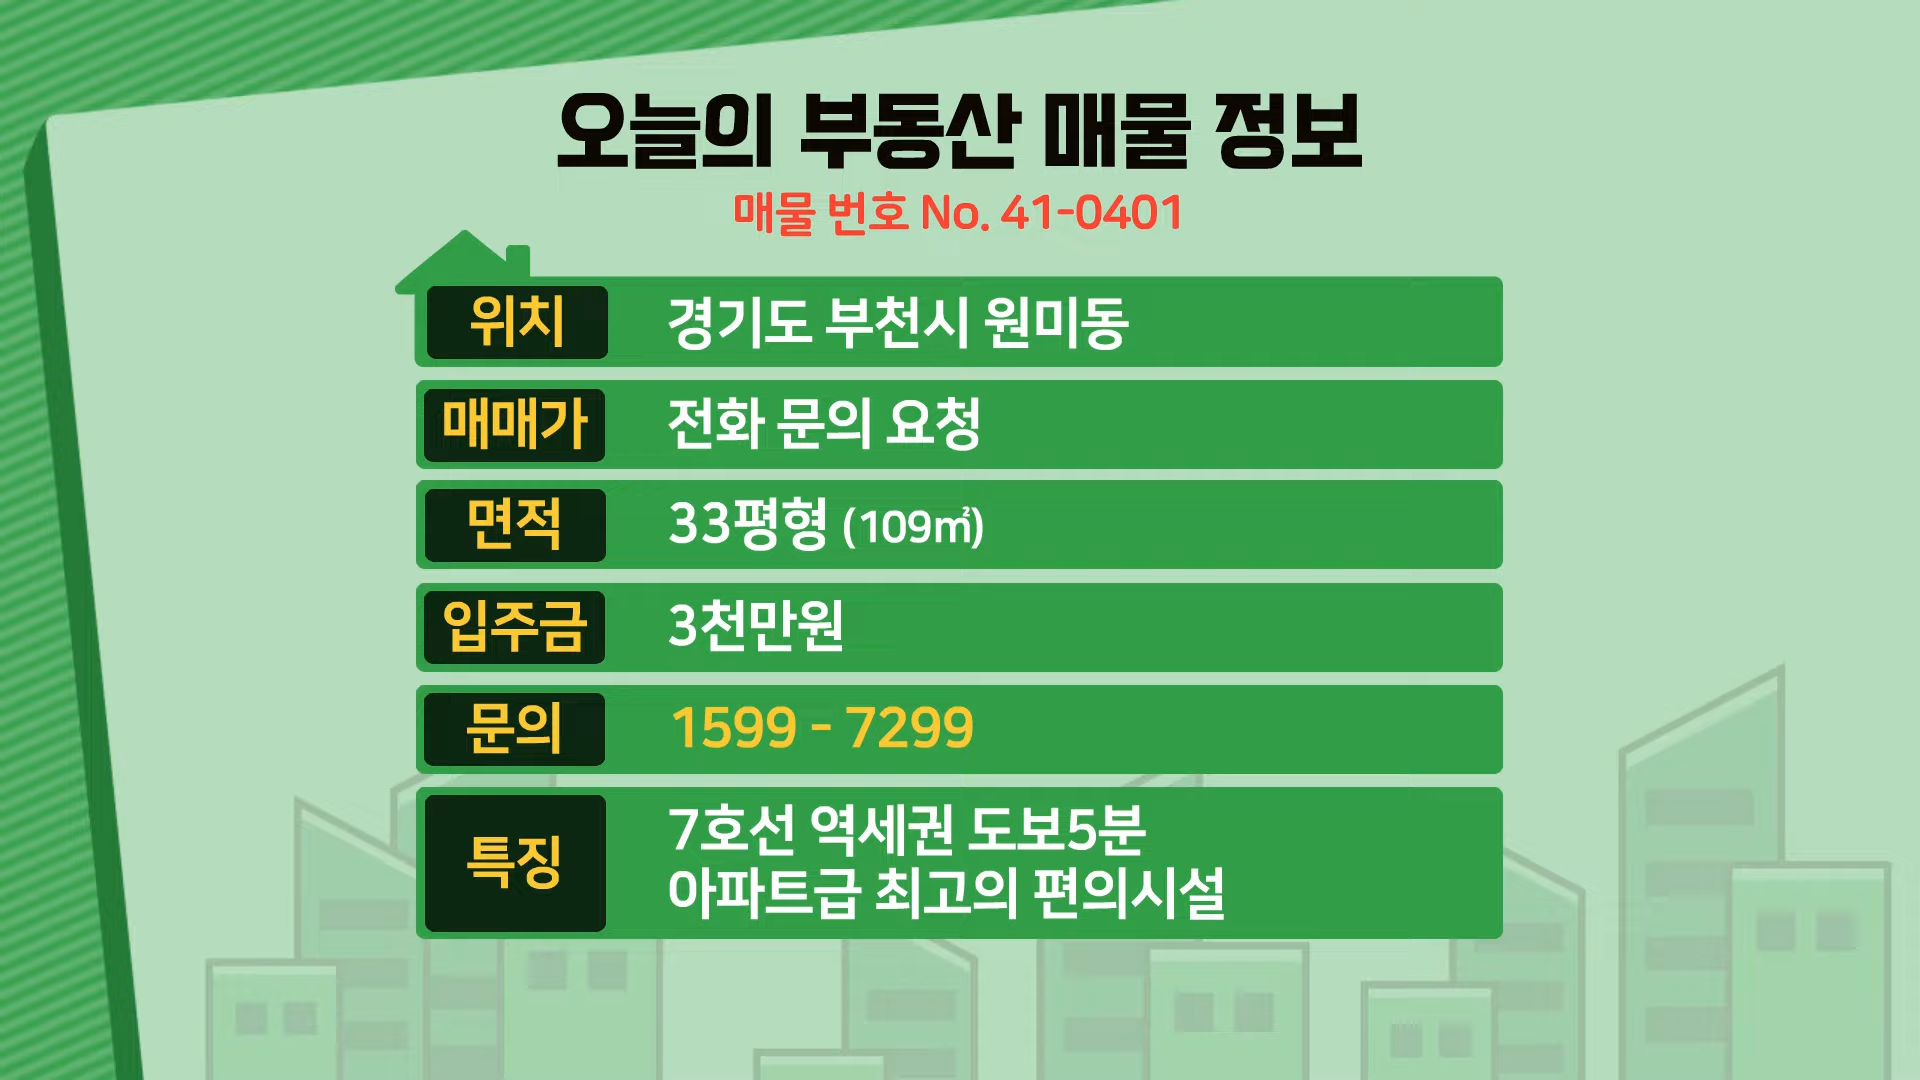 오늘의 부동산 매물 정보
매물 번호 No. 41-0401
위치 경기도 부천시 원미동
매매가 전화 문의 요청
면적 33평형 (109㎡)
입주금 3천만원
문의 1599 - 7299
특징 7호선 역세권 도보5분
아파트급 최고의 편의시설